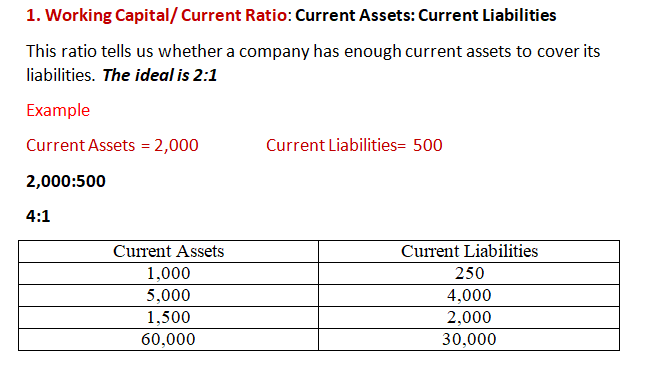 1. Working Capital/ Current Ratio: Current Assets: Current Liabilities
This ratio tells us whether a company has enough current assets to cover its
liabilities. The ideal is 2:1
Example
Current Assets = 2,000 Current Liabilities= 500
2,000:500
4:1
Current Assets Current Liabilities
1,000 250
5,000 4,000
1,500 2,000
60,000 30,000